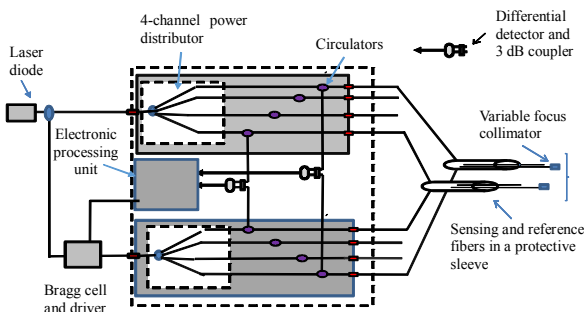 4-channel power
distributor
Circulators
Differential
detector and
3 dB coupler
Laser
diode
Variable focus
collimator
Electronic
processing
unit
Sensing and reference
fibers in a protective
sleeve
Bragg cell
and driver